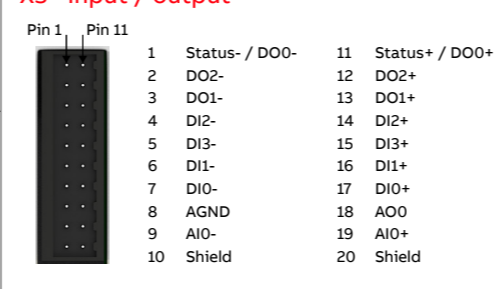 Input / Output
Pin 1 Pin 11
1 Status- / DO0- 11 Status+ / DO0+
2 DO2- 12 DO2+
3 DO1- 13 DO1+
4 DI2- 14 DI2+
5 DI3- 15 DI3+
6 DI1- 16 DI1+
7 DI0- 17 DI0+
8 AGND 18 AO0
9 AI0- 19 AI0+
10 Shield 20 Shield